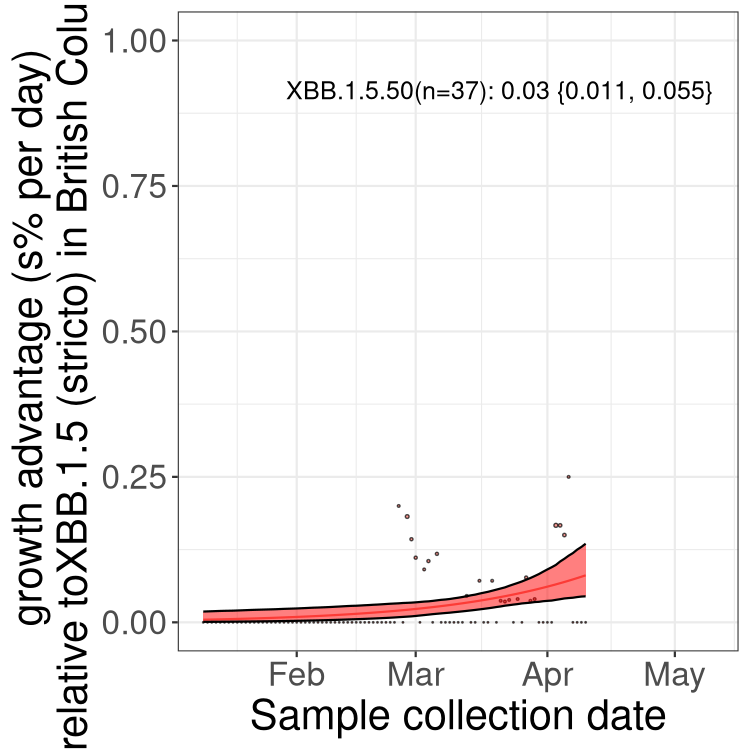 growth advantage (s% per day)
relative toXBB.1.5 (stricto) in British Colu
1.00
0.75
0.50
0.25
0.00
XBB.1.5.50(n=37): 0.03 {0.011, 0.055}
Feb Mar Apr May
Sample collection date